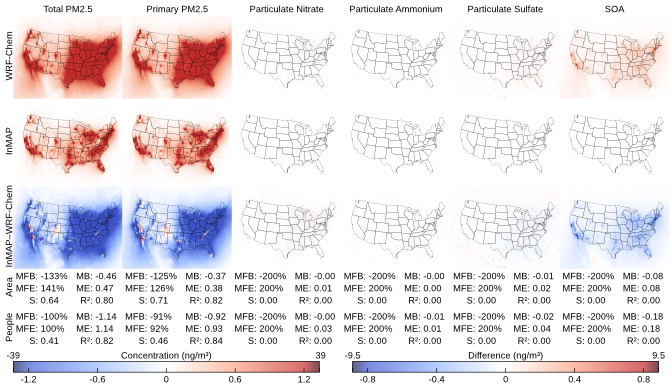 Total PM2.5 Primary PM2.5 Particulate Nitrate Particulate Ammonium Particulate Sulfate SOA
WRF-Chem
InMAP
InMAP−WRF-Chem
Area
MFB: -133% MB: -0.46 MFB: -125% MB: -0.37 MFB: -200% MB: -0.00 MFB: -200% MB: -0.00 MFB: -200% MB: -0.01 MFB: -200% MB: -0.08
MFE: 141% ME: 0.47 MFE: 126% ME: 0.38 MFE: 200% ME: 0.01 MFE: 200% ME: 0.00 MFE: 200% ME: 0.02 MFE: 200% ME: 0.08
S: 0.64 R²: 0.80 S: 0.71 R²: 0.82 S: 0.00 R²: 0.00 S: 0.00 R²: 0.00 S: 0.00 R²: 0.00 S: 0.00 R²: 0.00
People
MFB: -100% MB: -1.14 MFB: -91% MB: -0.92 MFB: -200% MB: -0.00 MFB: -200% MB: -0.01 MFB: -200% MB: -0.02 MFB: -200% MB: -0.18
MFE: 100% ME: 1.14 MFE: 92% ME: 0.93 MFE: 200% ME: 0.03 MFE: 200% ME: 0.01 MFE: 200% ME: 0.04 MFE: 200% ME: 0.18
S: 0.41 R²: 0.82 S: 0.46 R²: 0.84 S: 0.00 R²: 0.00 S: 0.00 R²: 0.00 S: 0.00 R²: 0.00 S: 0.00 R²: 0.00
-39 Concentration (ng/m³) 39 -9.5 Difference (ng/m³) 9.5
-1.2 -0.6 0 0.6 1.2 -0.8 -0.4 0 0.4 0.8